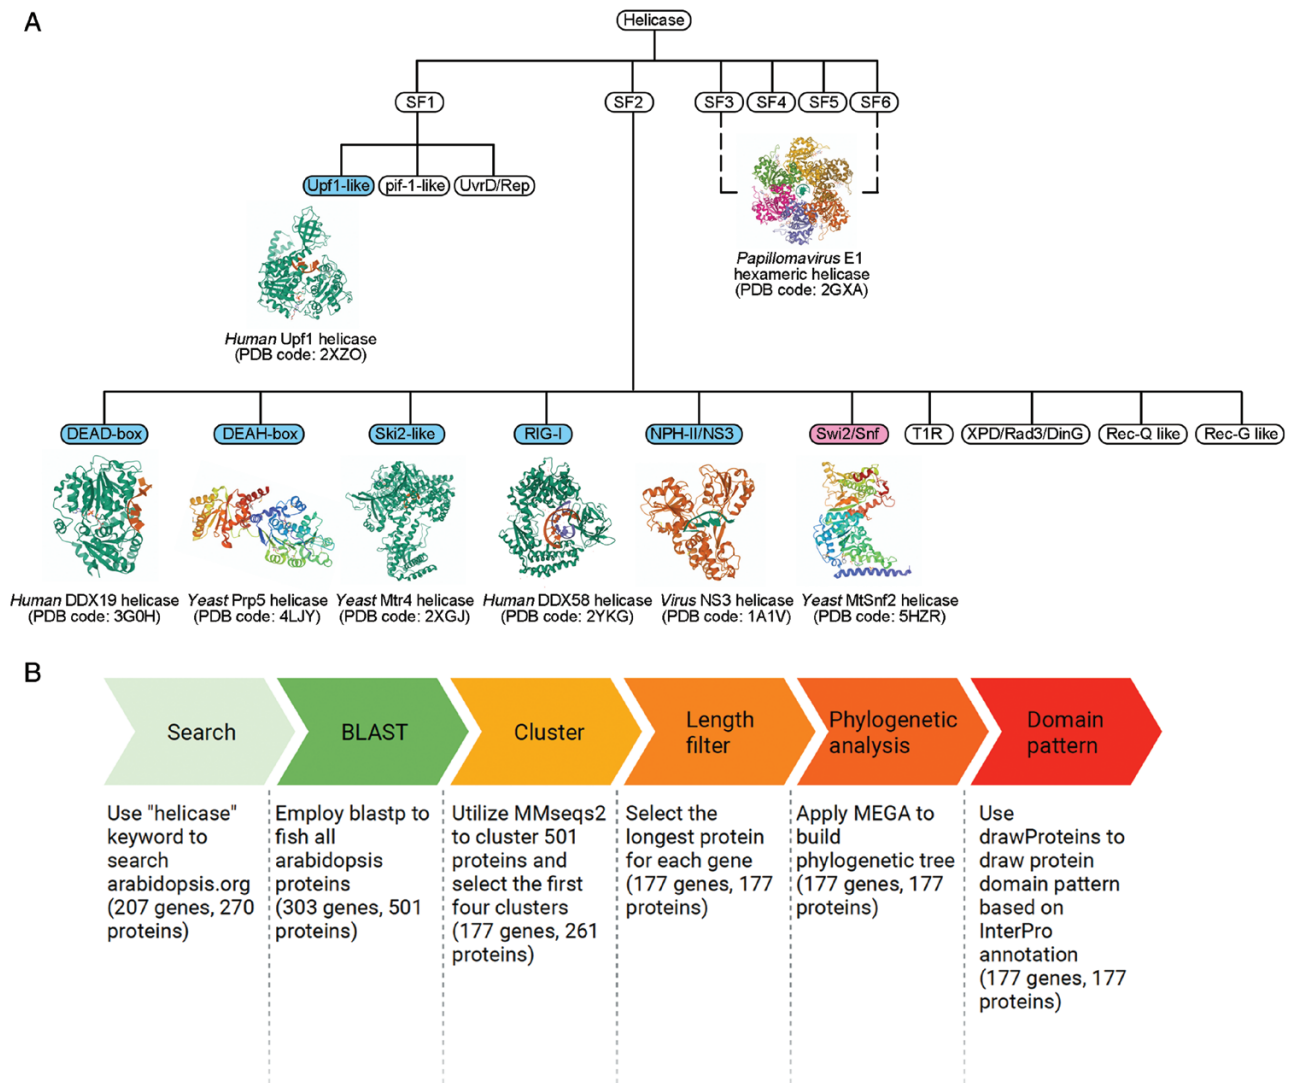 A
Helicase
SF1
SF2
SF3
SF4
SF5
SF6
Upf1-like
pif-1-like
UvrD/Rep
Human Upf1 helicase
(PDB code: 2XZO)
Papillomavirus E1
hexameric helicase
(PDB code: 2GXA)
DEAD-box
DEAH-box
Ski2-like
RIG-I
NPH-II/NS3
Swi2/Snf
T1R
XPD/Rad3/DinG
Rec-Q like
Rec-G like
Human DDX19 helicase
(PDB code: 3G0H)
Yeast Prp5 helicase
(PDB code: 4LJY)
Yeast Mtr4 helicase
(PDB code: 2XGJ)
Human DDX58 helicase
(PDB code: 2YKG)
Virus NS3 helicase
(PDB code: 1A1V)
Yeast MtSnf2 helicase
(PDB code: 5HZR)
B
Search
BLAST
Cluster
Length
filter
Phylogenetic
analysis
Domain
pattern
Use "helicase"
keyword to
search
arabidopsis.org
(207 genes, 270
proteins)
Employ blastp to
fish all
arabidopsis
proteins
(303 genes, 501
proteins)
Utilize MMseqs2
to cluster 501
proteins and
select the first
four clusters
(177 genes, 261
proteins)
Select the
longest protein
for each gene
(177 genes, 177
proteins)
Apply MEGA to
build
phylogenetic tree
(177 genes, 177
proteins)
Use
drawProteins to
draw protein
domain pattern
based on
InterPro
annotation
(177 genes, 177
proteins)